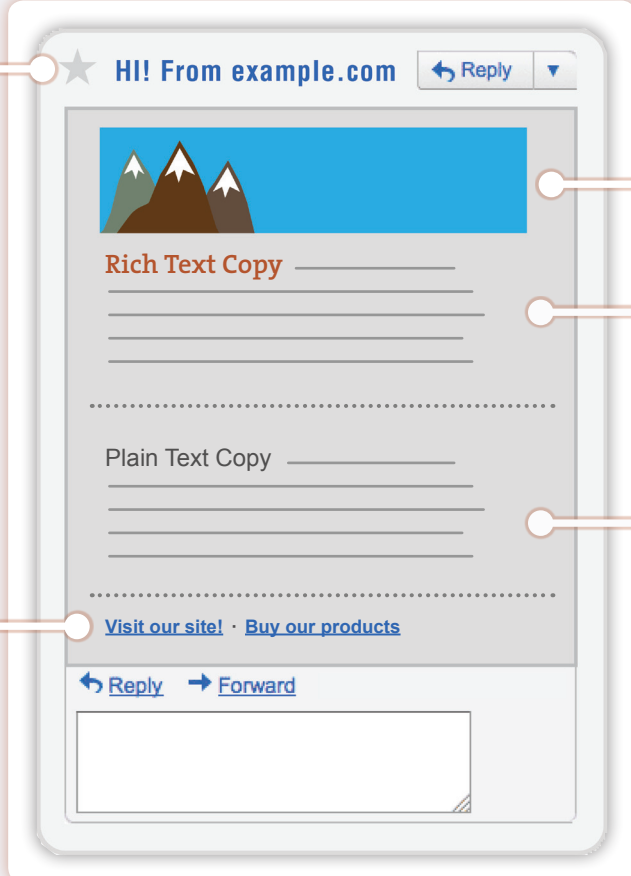 HI! From example.com Reply
Rich Text Copy
Plain Text Copy
Visit our site! · Buy our products
Reply Forward